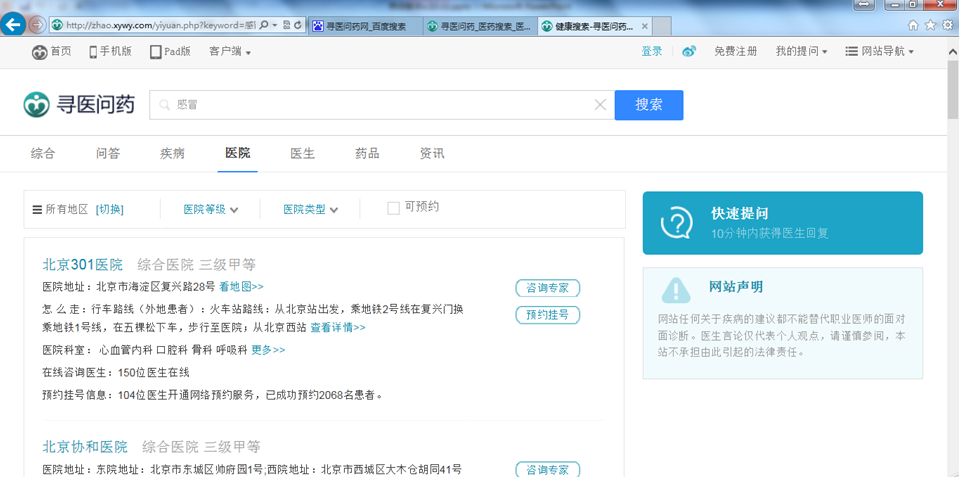 http://zhao.xywy.com/yiyuan.php?keyword=感
寻医问药网_百度搜索
寻医问药_医药搜索_医...
健康搜索-寻医问药...
首页 手机版 Pad版 客户端
登录 免费注册 我的提问 网站导航
寻医问药
感冒
搜索
综合 问答 疾病 医院 医生 药品 资讯
所有地区 [切换] 医院等级 医院类型 可预约
北京301医院 综合医院 三级甲等
医院地址：北京市海淀区复兴路28号 看地图>>
怎 么 走：行车路线（外地患者）：火车站路线：从北京站出发，乘地铁2号线在复兴门换
乘地铁1号线，在五棵松下车，步行至医院；从北京西站 查看详情>>
医院科室： 心血管内科 口腔科 骨科 呼吸科 更多>>
在线咨询医生：150位医生在线
预约挂号信息：104位医生开通网络预约服务，已成功预约2068名患者。
咨询专家
预约挂号
北京协和医院 综合医院 三级甲等
医院地址：东院地址：北京市东城区帅府园1号;西院地址：北京市西城区大木仓胡同41号
咨询专家
快速提问
10分钟内获得医生回复
网站声明
网站任何关于疾病的建议都不能替代职业医师的面对
面诊断。医生言论仅代表个人观点，请谨慎参阅，本
站不承担由此引起的法律责任。